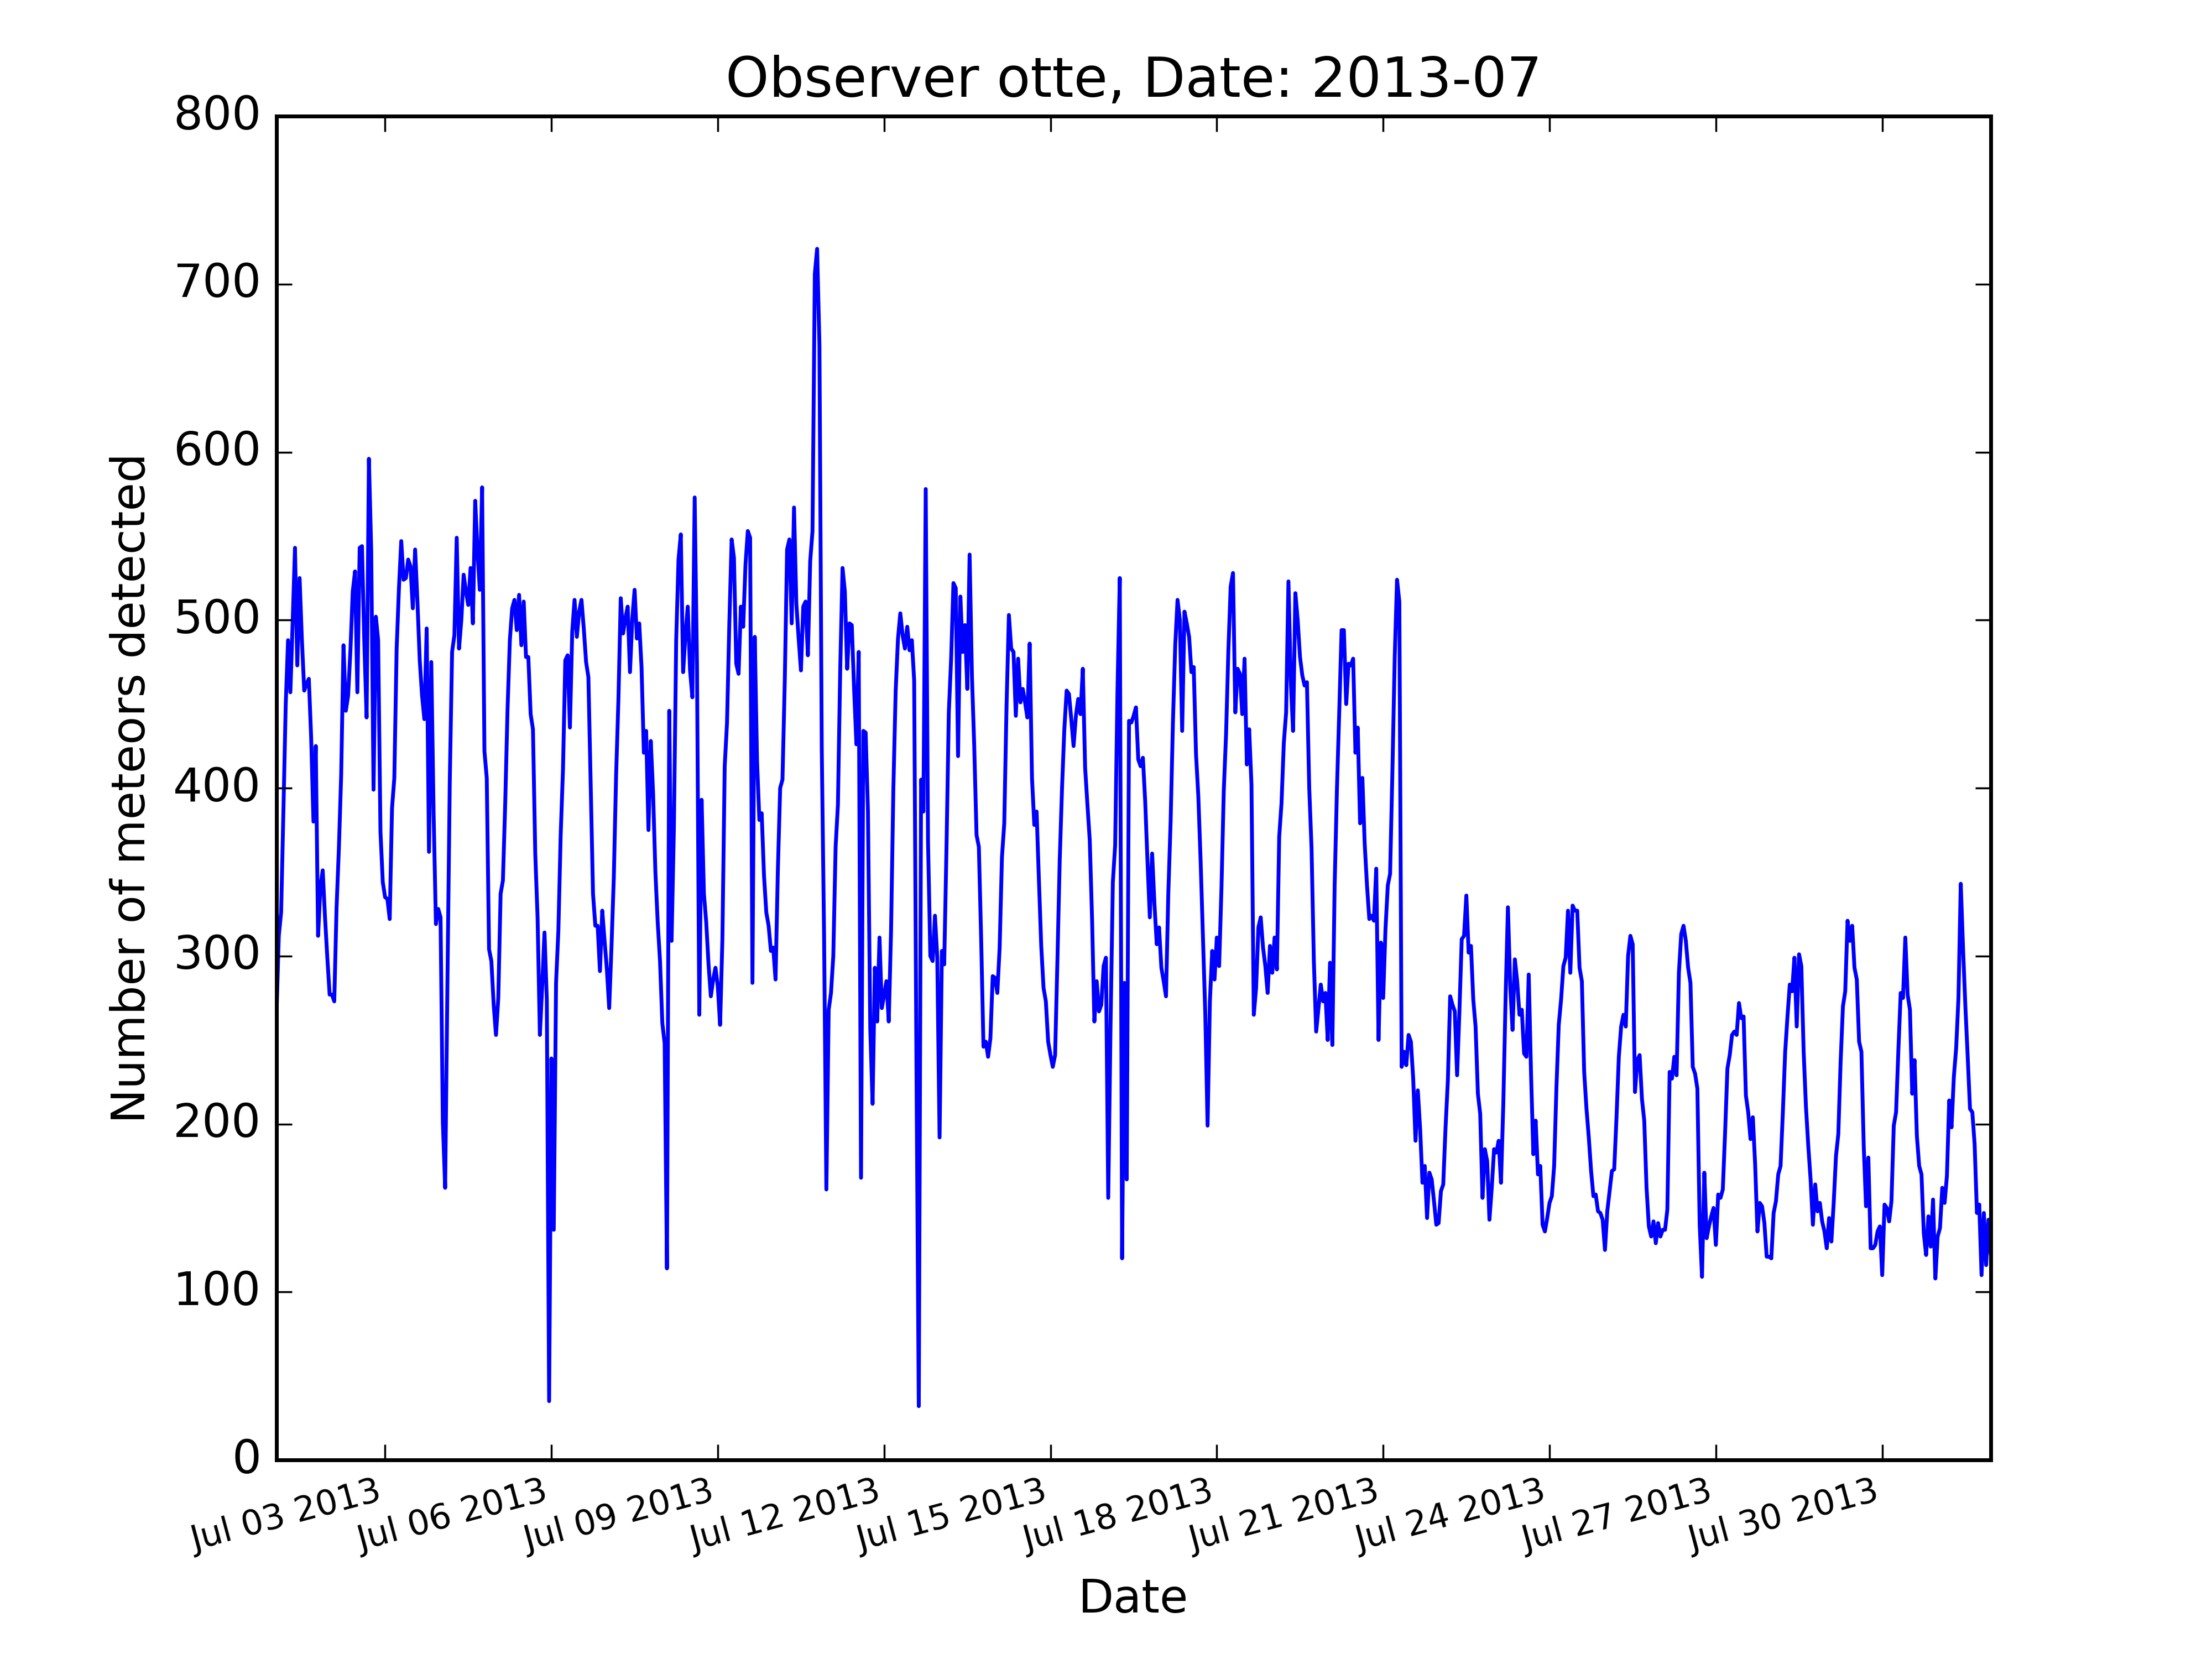 Observer otte, Date: 2013-07
800
700
600
500
400
300
200
100
0
Number of meteors detected
Jul 03 2013
Jul 06 2013
Jul 09 2013
Jul 12 2013
Jul 15 2013
Jul 18 2013
Jul 21 2013
Jul 24 2013
Jul 27 2013
Jul 30 2013
Date